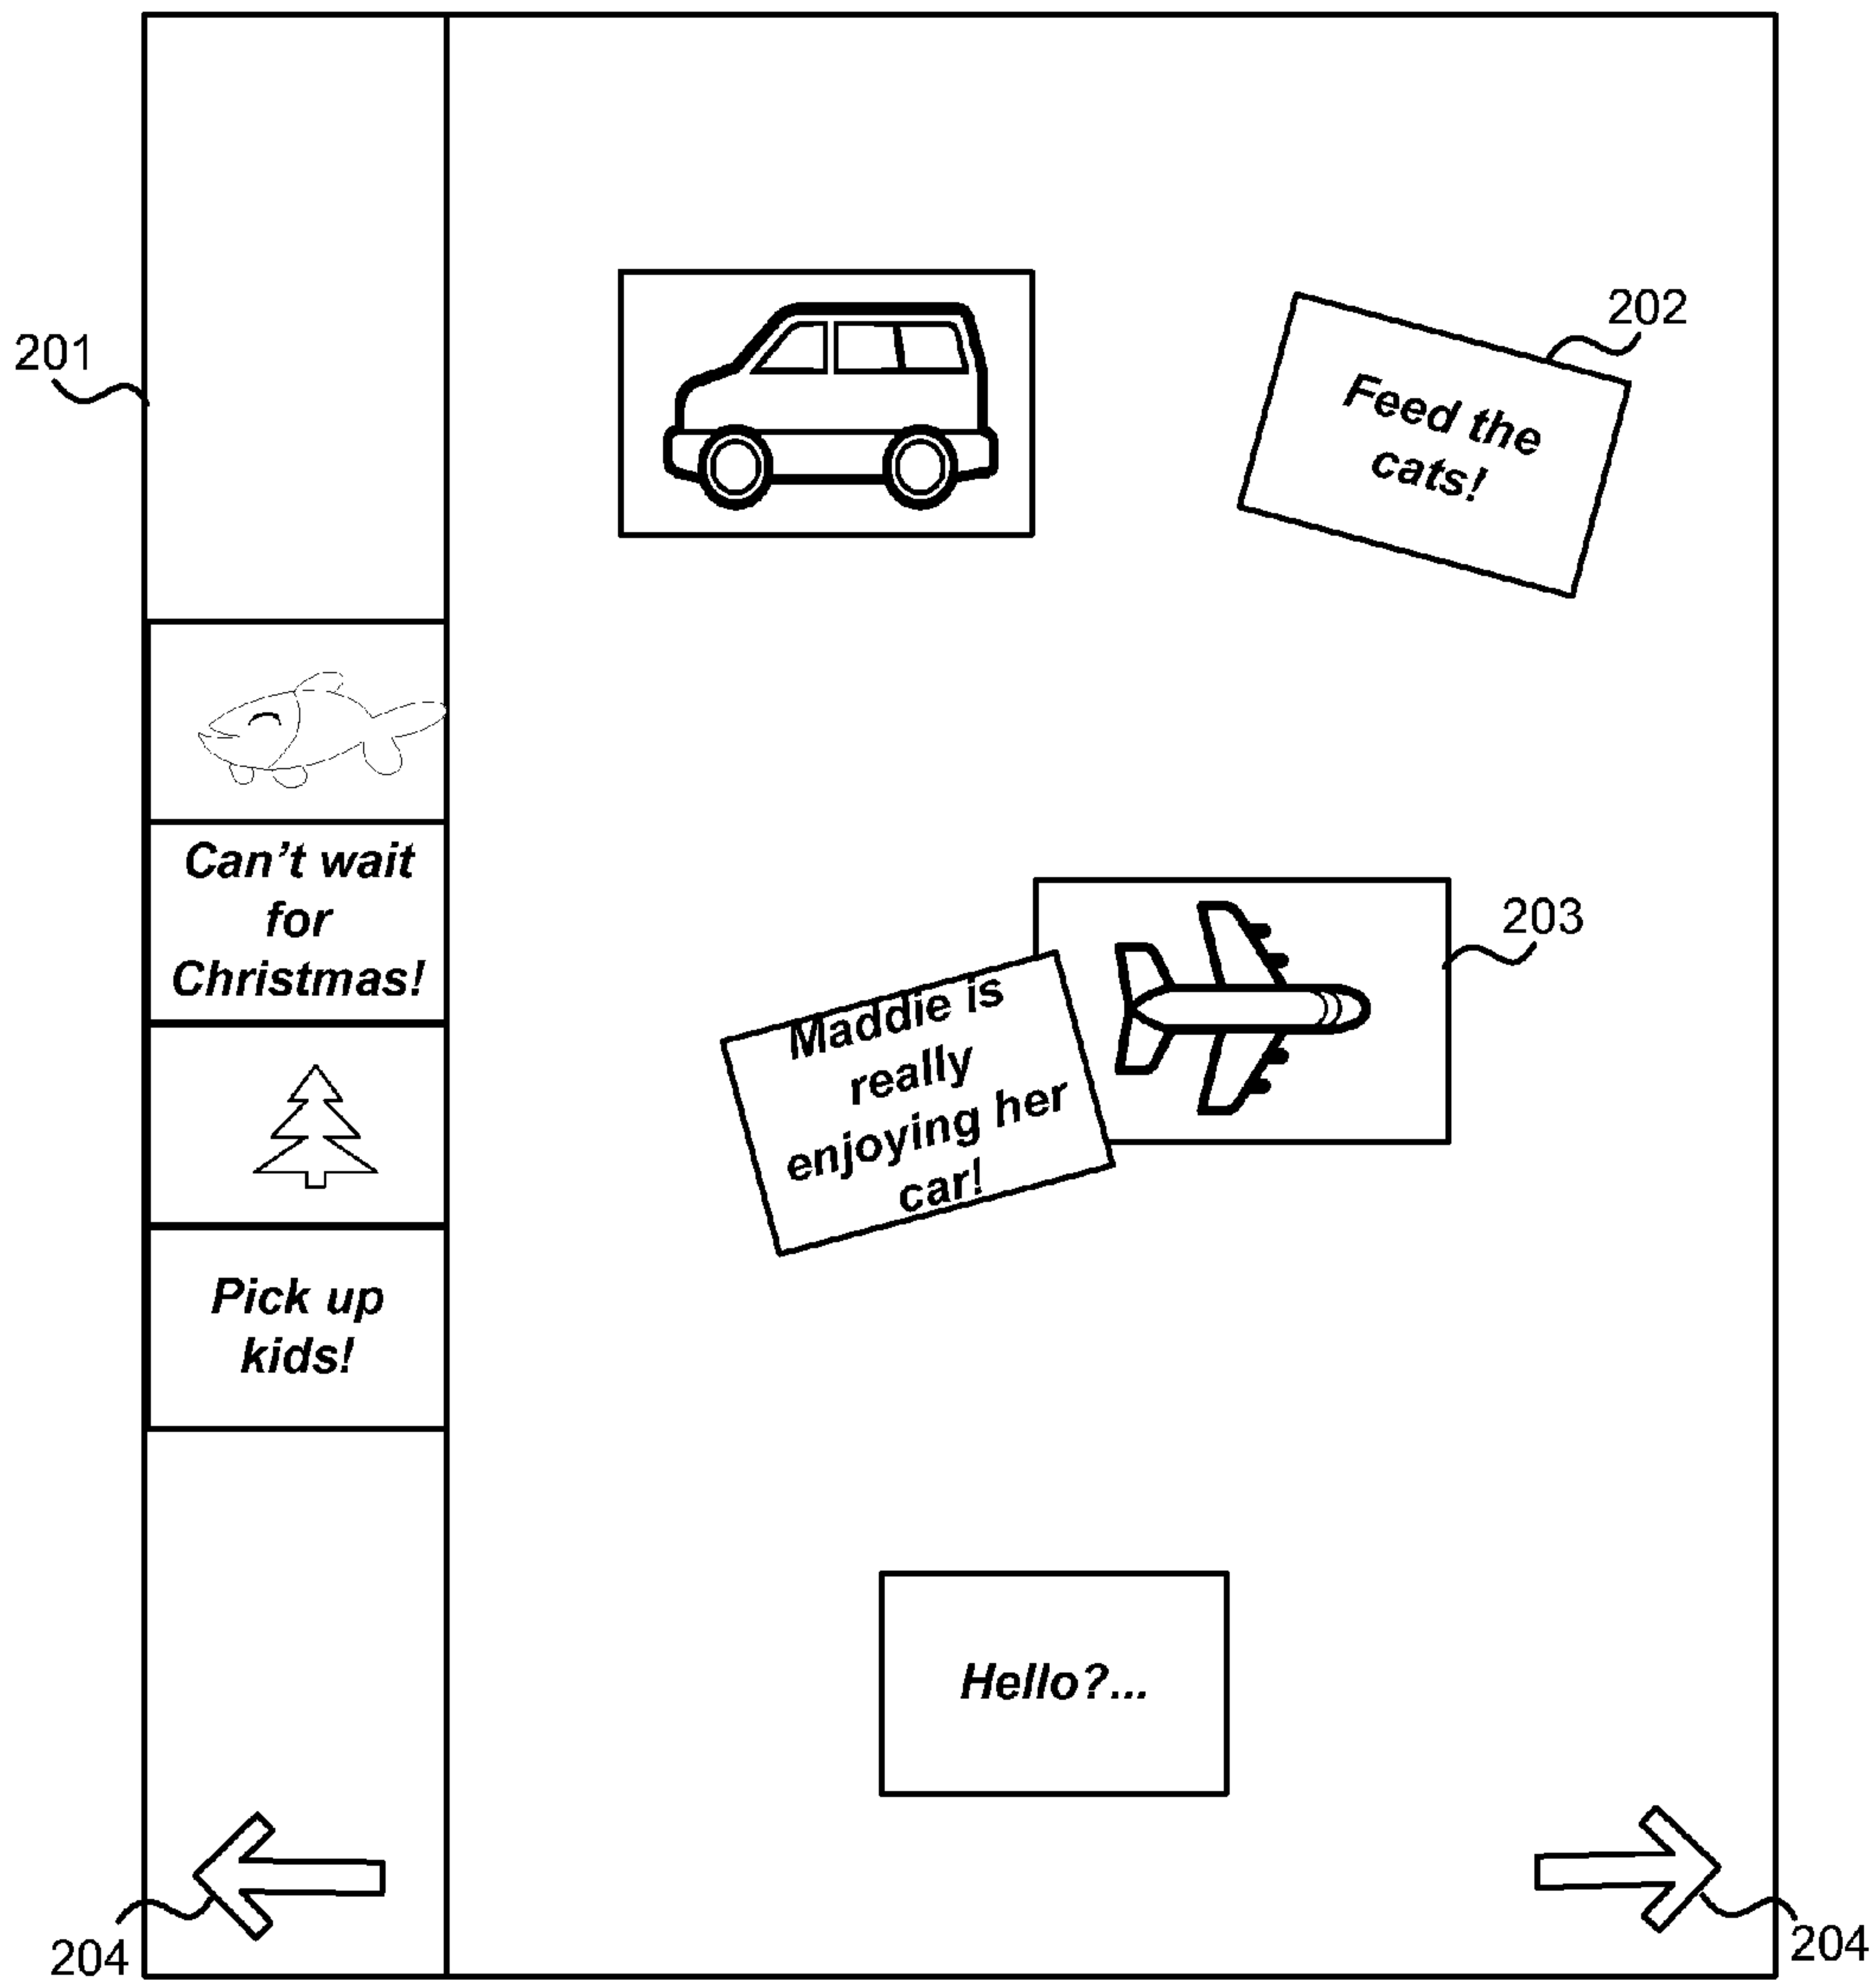 201
202
Feed the
cats!
Can't wait
for
Christmas!
203
Maddie is
really
enjoying her
car!
Pick up
kids!
Hello?...
204
204